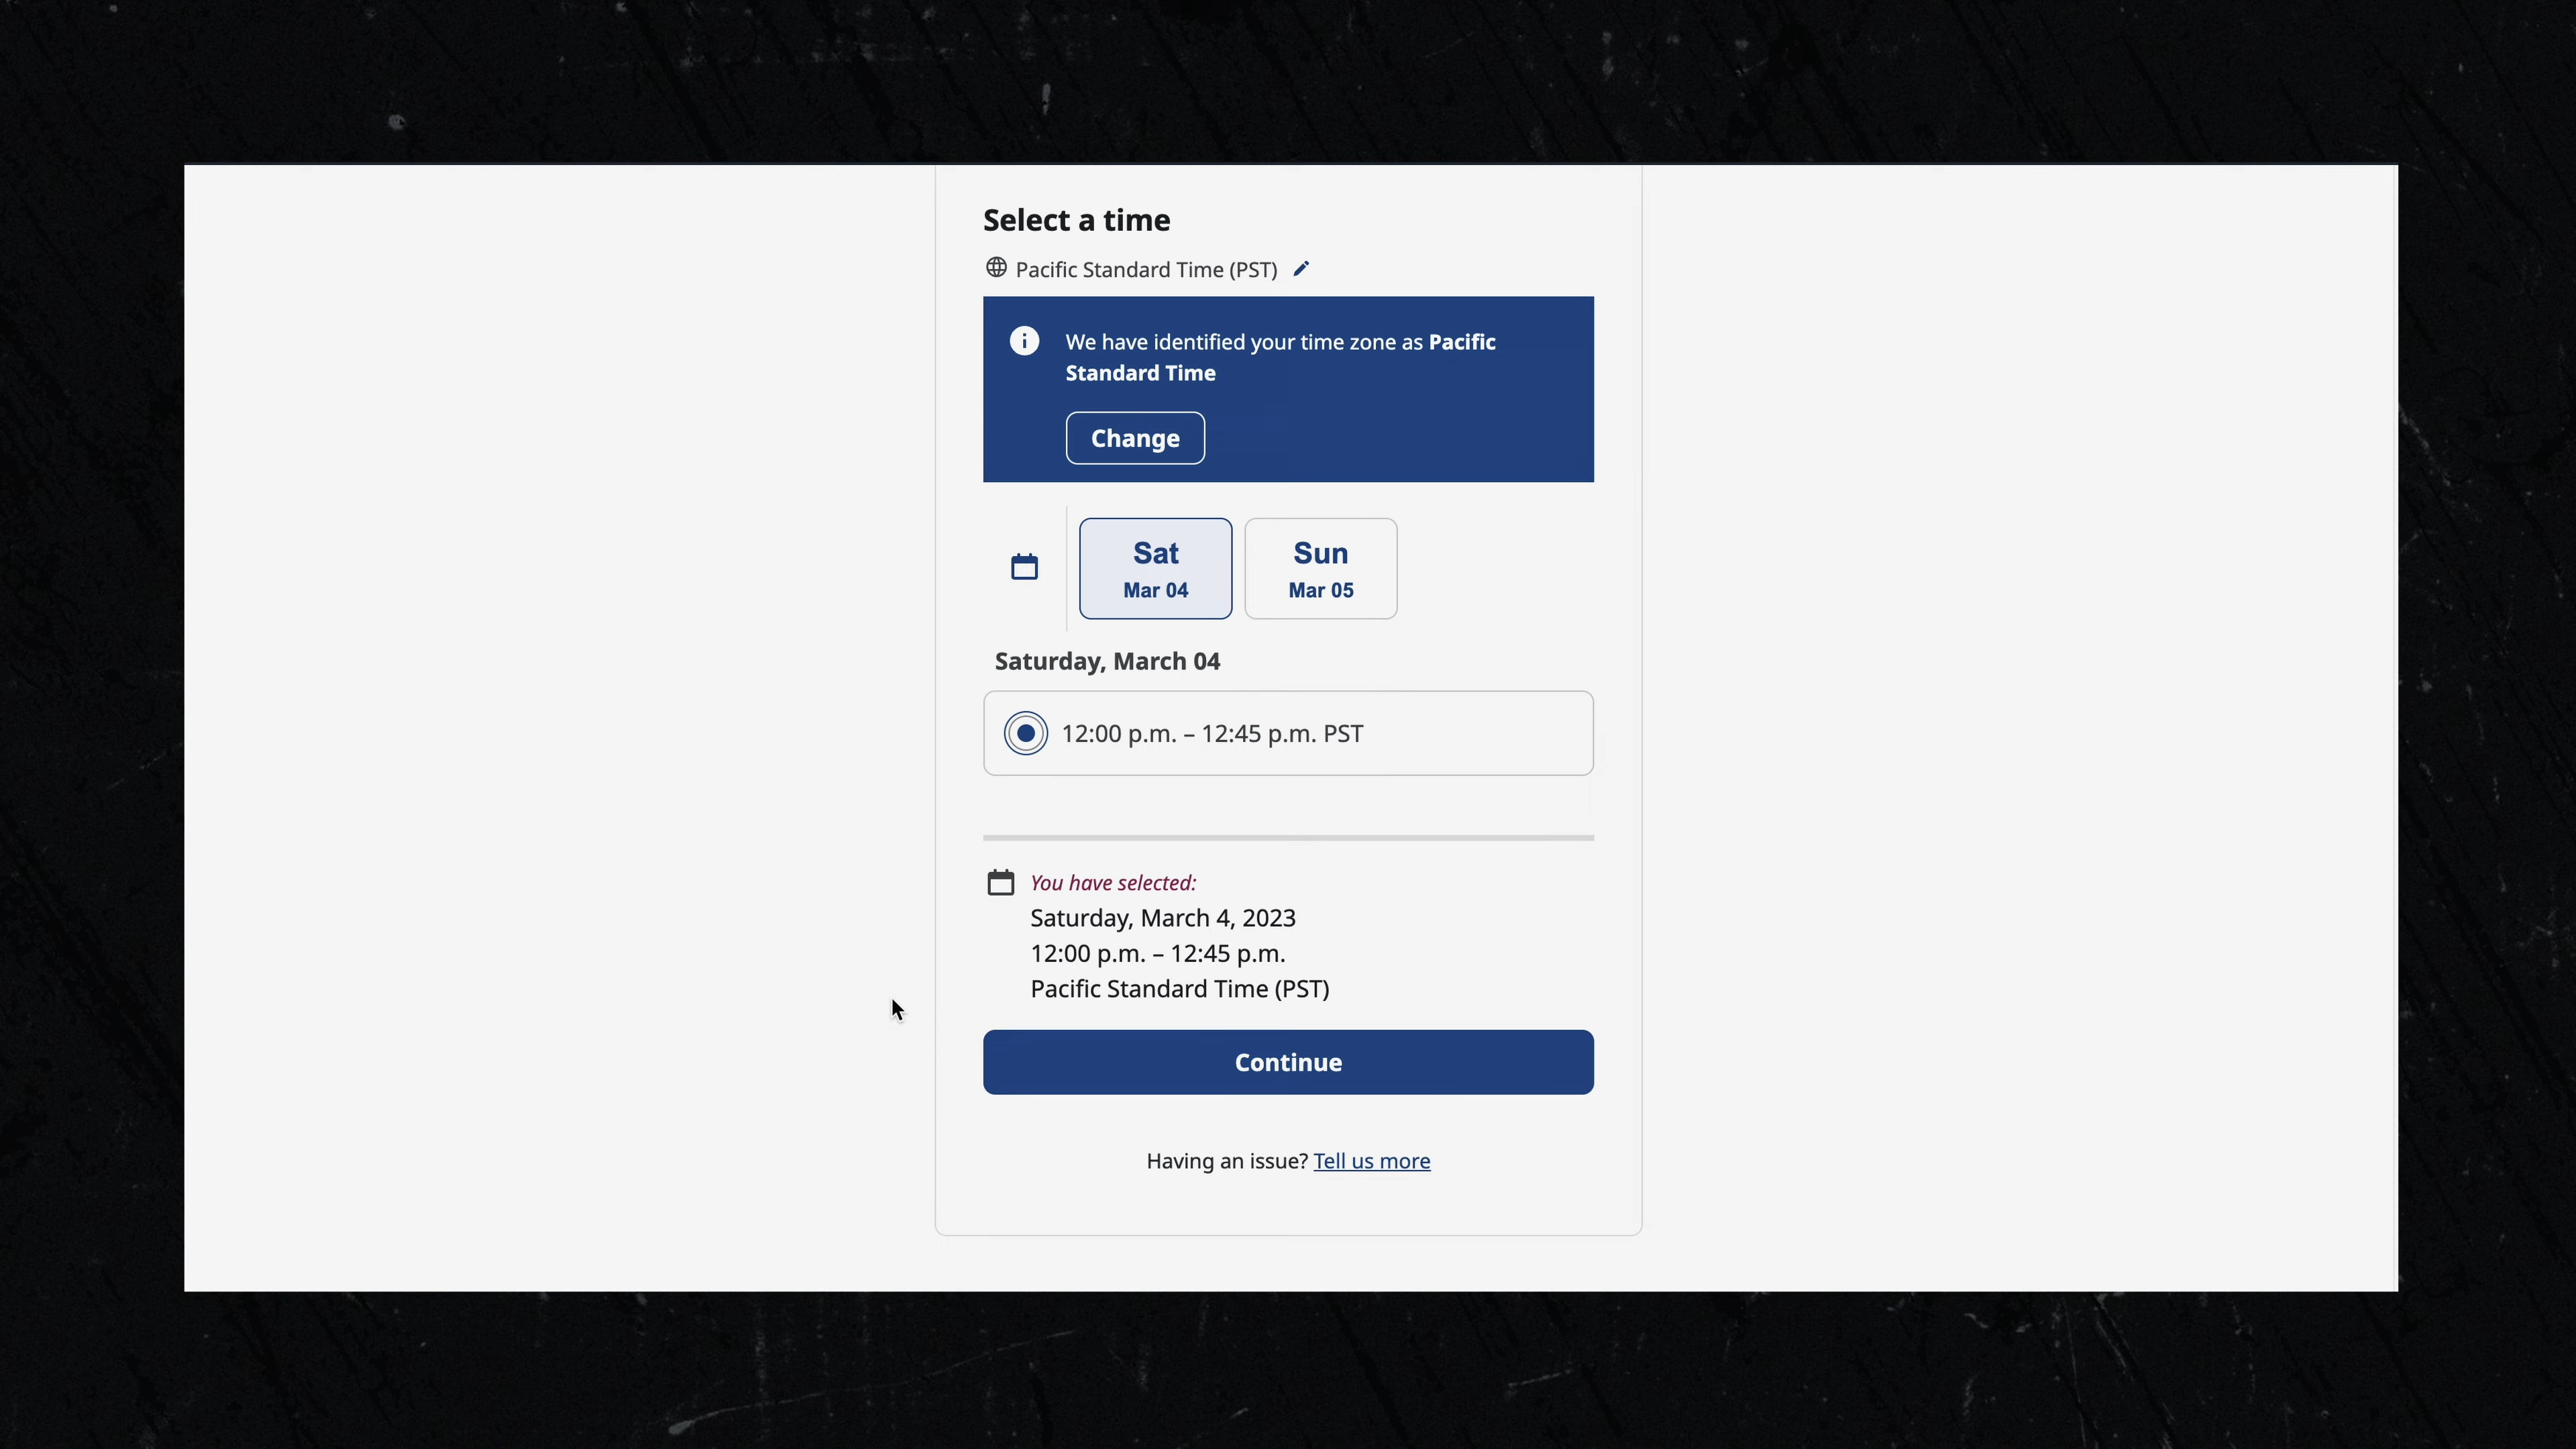 Select a time
Pacific Standard Time (PST)
We have identified your time zone as Pacific
Standard Time
Change
Sat
Mar 04
Sun
Mar 05
Saturday, March 04
12:00 p.m. – 12:45 p.m. PST
You have selected:
Saturday, March 4, 2023
12:00 p.m. – 12:45 p.m.
Pacific Standard Time (PST)
Continue
Having an issue? Tell us more